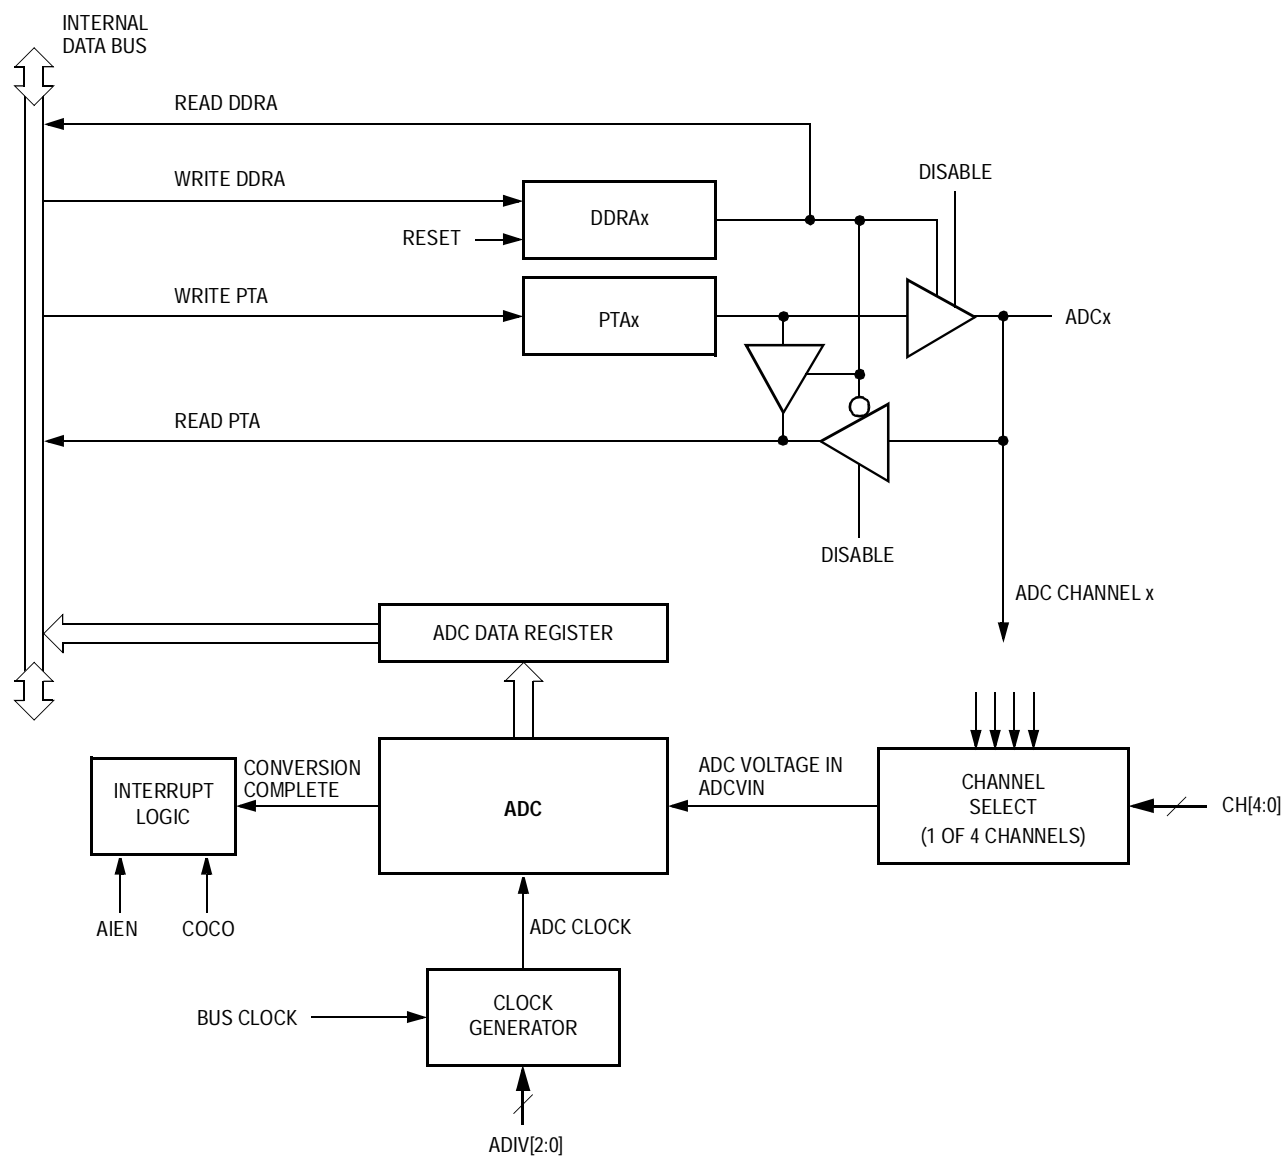 INTERNAL
DATA BUS
READ DDRA
WRITE DDRA
DISABLE
DDRAx
RESET
WRITE PTA
PTAx
ADCx
READ PTA
DISABLE
ADC CHANNEL x
ADC DATA REGISTER
INTERRUPT
LOGIC
CONVERSION
COMPLETE
ADC
ADC VOLTAGE IN
ADCVIN
CHANNEL
SELECT
(1 OF 4 CHANNELS)
CH[4:0]
AIEN
COCO
ADC CLOCK
BUS CLOCK
CLOCK
GENERATOR
ADIV[2:0]